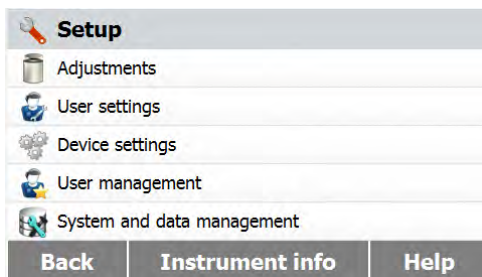 Setup
Adjustments
User settings
Device settings
User management
System and data management
Back Instrument info Help